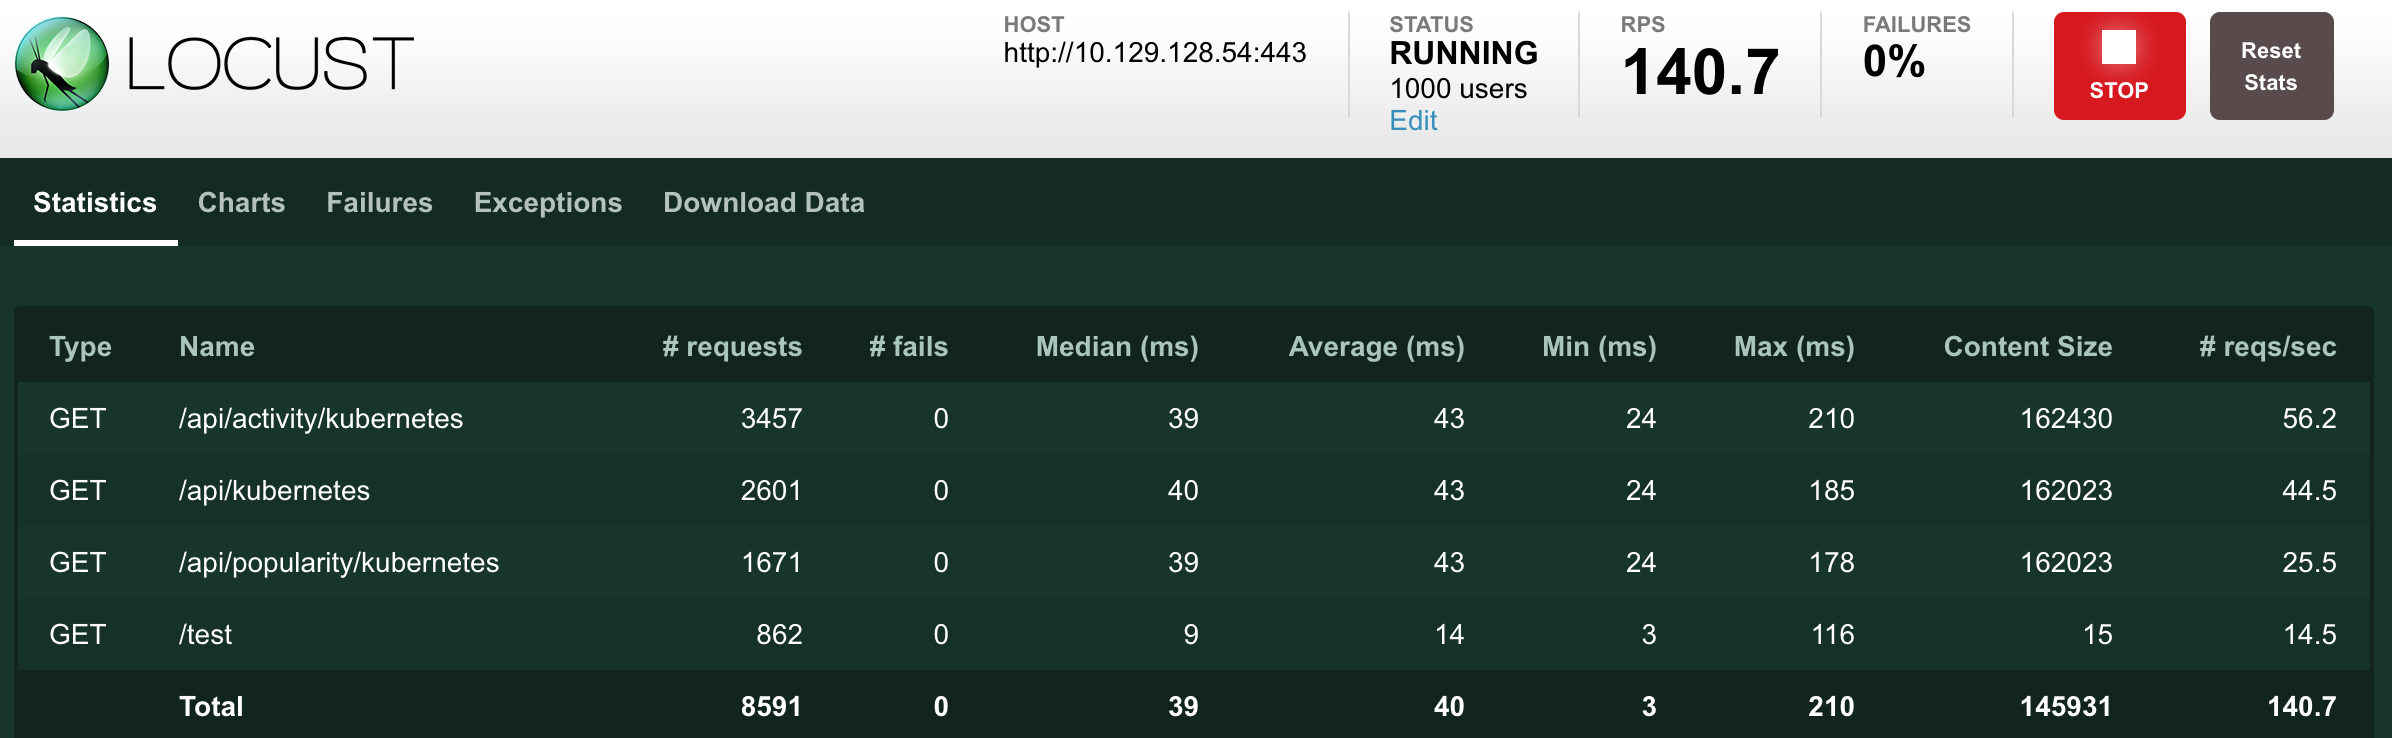 LOCUST
HOST
http://10.129.128.54:443
STATUS
RUNNING
1000 users
Edit
RPS
140.7
FAILURES
0%
STOP
Reset
Stats
Statistics Charts Failures Exceptions Download Data
Type Name # requests # fails Median (ms) Average (ms) Min (ms) Max (ms) Content Size # reqs/sec
GET /api/activity/kubernetes 3457 0 39 43 24 210 162430 56.2
GET /api/kubernetes 2601 0 40 43 24 185 162023 44.5
GET /api/popularity/kubernetes 1671 0 39 43 24 178 162023 25.5
GET /test 862 0 9 14 3 116 15 14.5
Total 8591 0 39 40 3 210 145931 140.7